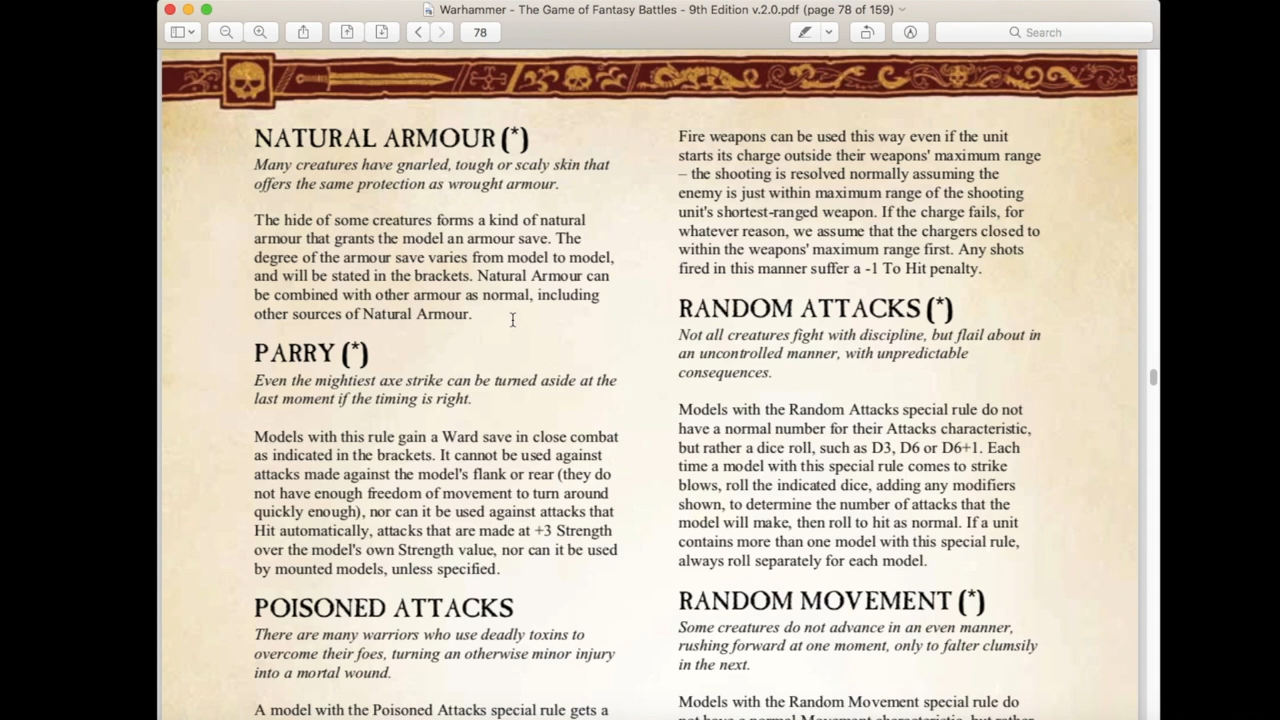 Warhammer - The Game of Fantasy Battles - 9th Edition v.2.0.pdf (page 78 of 159)
78
Search
NATURAL ARMOUR (*)
Many creatures have gnarled, tough or scaly skin that
offers the same protection as wrought armour.
The hide of some creatures forms a kind of natural
armour that grants the model an armour save. The
degree of the armour save varies from model to model,
and will be stated in the brackets. Natural Armour can
be combined with other armour as normal, including
other sources of Natural Armour.
PARRY (*)
Even the mightiest axe strike can be turned aside at the
last moment if the timing is right.
Models with this rule gain a Ward save in close combat
as indicated in the brackets. It cannot be used against
attacks made against the model's flank or rear (they do
not have enough freedom of movement to turn around
quickly enough), nor can it be used against attacks that
Hit automatically, attacks that are made at +3 Strength
over the model's own Strength value, nor can it be used
by mounted models, unless specified.
POISONED ATTACKS
There are many warriors who use deadly toxins to
overcome their foes, turning an otherwise minor injury
into a mortal wound.
A model with the Poisoned Attacks special rule gets a
Fire weapons can be used this way even if the unit
starts its charge outside their weapons' maximum range
– the shooting is resolved normally assuming the
enemy is just within maximum range of the shooting
unit's shortest-ranged weapon. If the charge fails, for
whatever reason, we assume that the chargers closed to
within the weapons' maximum range first. Any shots
fired in this manner suffer a -1 To Hit penalty.
RANDOM ATTACKS (*)
Not all creatures fight with discipline, but flail about in
an uncontrolled manner, with unpredictable
consequences.
Models with the Random Attacks special rule do not
have a normal number for their Attacks characteristic,
but rather a dice roll, such as D3, D6 or D6+1. Each
time a model with this special rule comes to strike
blows, roll the indicated dice, adding any modifiers
shown, to determine the number of attacks that the
model will make, then roll to hit as normal. If a unit
contains more than one model with this special rule,
always roll separately for each model.
RANDOM MOVEMENT (*)
Some creatures do not advance in an even manner,
rushing forward at one moment, only to falter clumsily
in the next.
Models with the Random Movement special rule do
not have a normal Movement characteristic, but rather